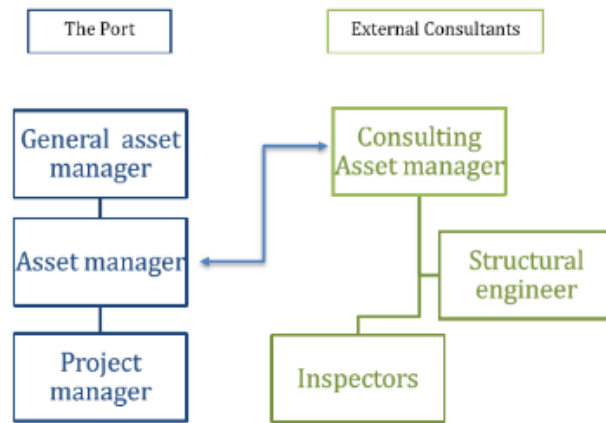 The Port
External Consultants
General asset
manager
Consulting
Asset manager
Asset manager
Structural
engineer
Project
manager
Inspectors